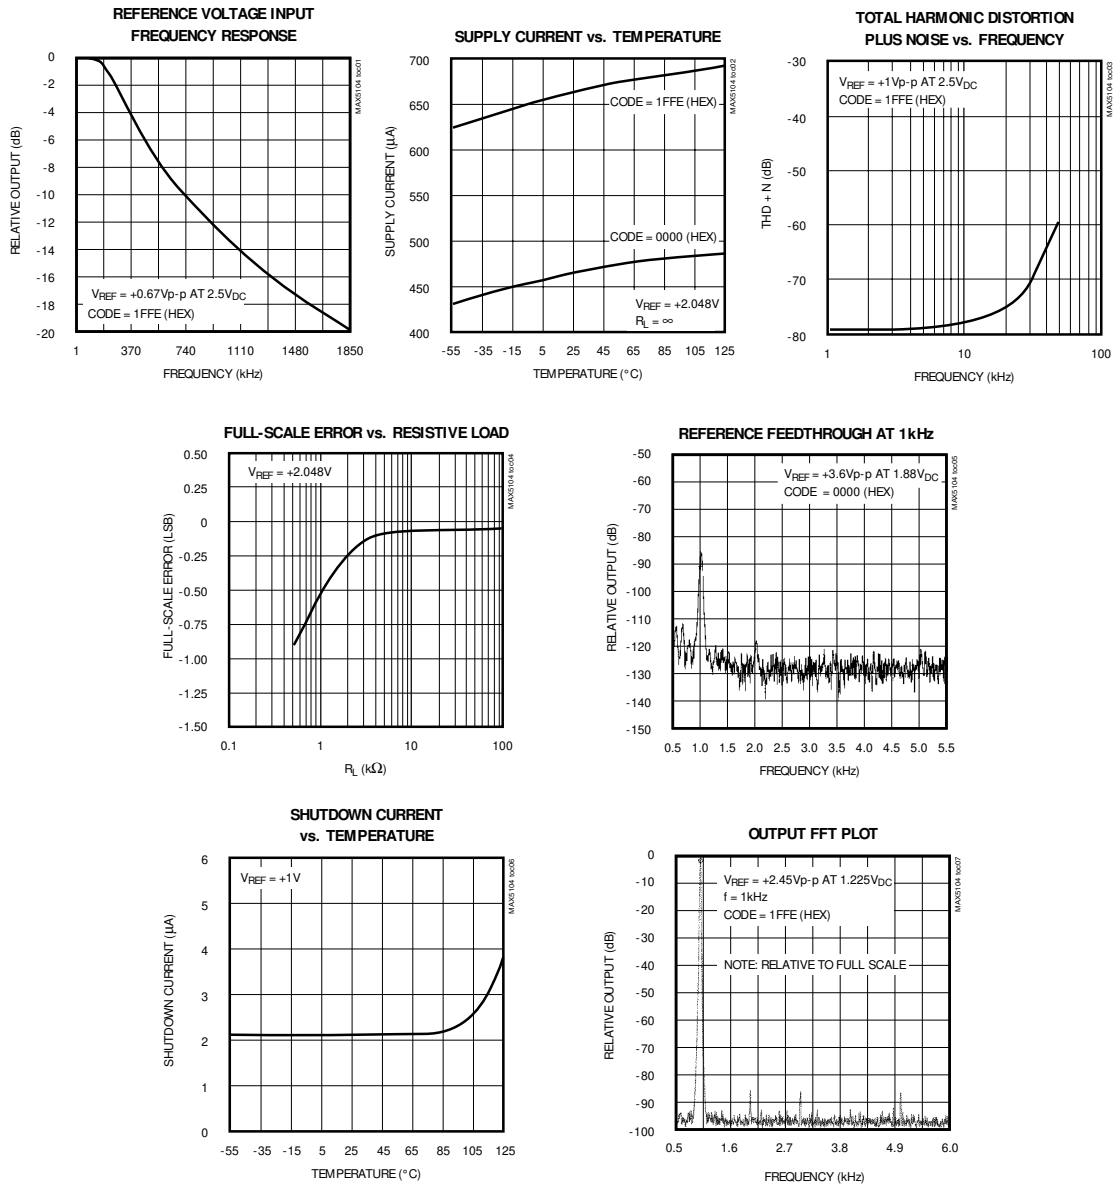 REFERENCE VOLTAGE INPUT
FREQUENCY RESPONSE
0
-2
-4
-6
-8
-10
-12
-14
-16
-18
-20
RELATIVE OUTPUT (dB)
MAX5104 toc01
VREF = +0.67Vp-p AT 2.5VDC
CODE = 1FFE (HEX)
1 370 740 1110 1480 1850
FREQUENCY (kHz)
SUPPLY CURRENT vs. TEMPERATURE
700
650
600
550
500
450
400
SUPPLY CURRENT (µA)
MAX5104 toc02
CODE = 1FFE (HEX)
CODE = 0000 (HEX)
VREF = +2.048V
RL = ∞
-55 -35 -15 5 25 45 65 85 105 125
TEMPERATURE (°C)
TOTAL HARMONIC DISTORTION
PLUS NOISE vs. FREQUENCY
-30
-40
-50
-60
-70
-80
THD + N (dB)
MAX5104 toc03
VREF = +1Vp-p AT 2.5VDC
CODE = 1FFE (HEX)
1 10 100
FREQUENCY (kHz)
FULL-SCALE ERROR vs. RESISTIVE LOAD
0.50
0.25
0
-0.25
-0.50
-0.75
-1.00
-1.25
-1.50
FULL-SCALE ERROR (LSB)
MAX5104 toc04
VREF = +2.048V
0.1 1 10 100
RL (kΩ)
REFERENCE FEEDTHROUGH AT 1kHz
-50
-60
-70
-80
-90
-100
-110
-120
-130
-140
-150
RELATIVE OUTPUT (dB)
MAX5104 toc05
VREF = +3.6Vp-p AT 1.88VDC
CODE = 0000 (HEX)
0.5 1.0 1.5 2.0 2.5 3.0 3.5 4.0 4.5 5.0 5.5
FREQUENCY (kHz)
SHUTDOWN CURRENT
vs. TEMPERATURE
6
5
4
3
2
1
0
SHUTDOWN CURRENT (µA)
MAX5104 toc06
VREF = +1V
-55 -35 -15 5 25 45 65 85 105 125
TEMPERATURE (°C)
OUTPUT FFT PLOT
0
-10
-20
-30
-40
-50
-60
-70
-80
-90
-100
RELATIVE OUTPUT (dB)
MAX5104 toc07
VREF = +2.45Vp-p AT 1.225VDC
f = 1kHz
CODE = 1FFE (HEX)
NOTE: RELATIVE TO FULL SCALE
0.5 1.6 2.7 3.8 4.9 6.0
FREQUENCY (kHz)